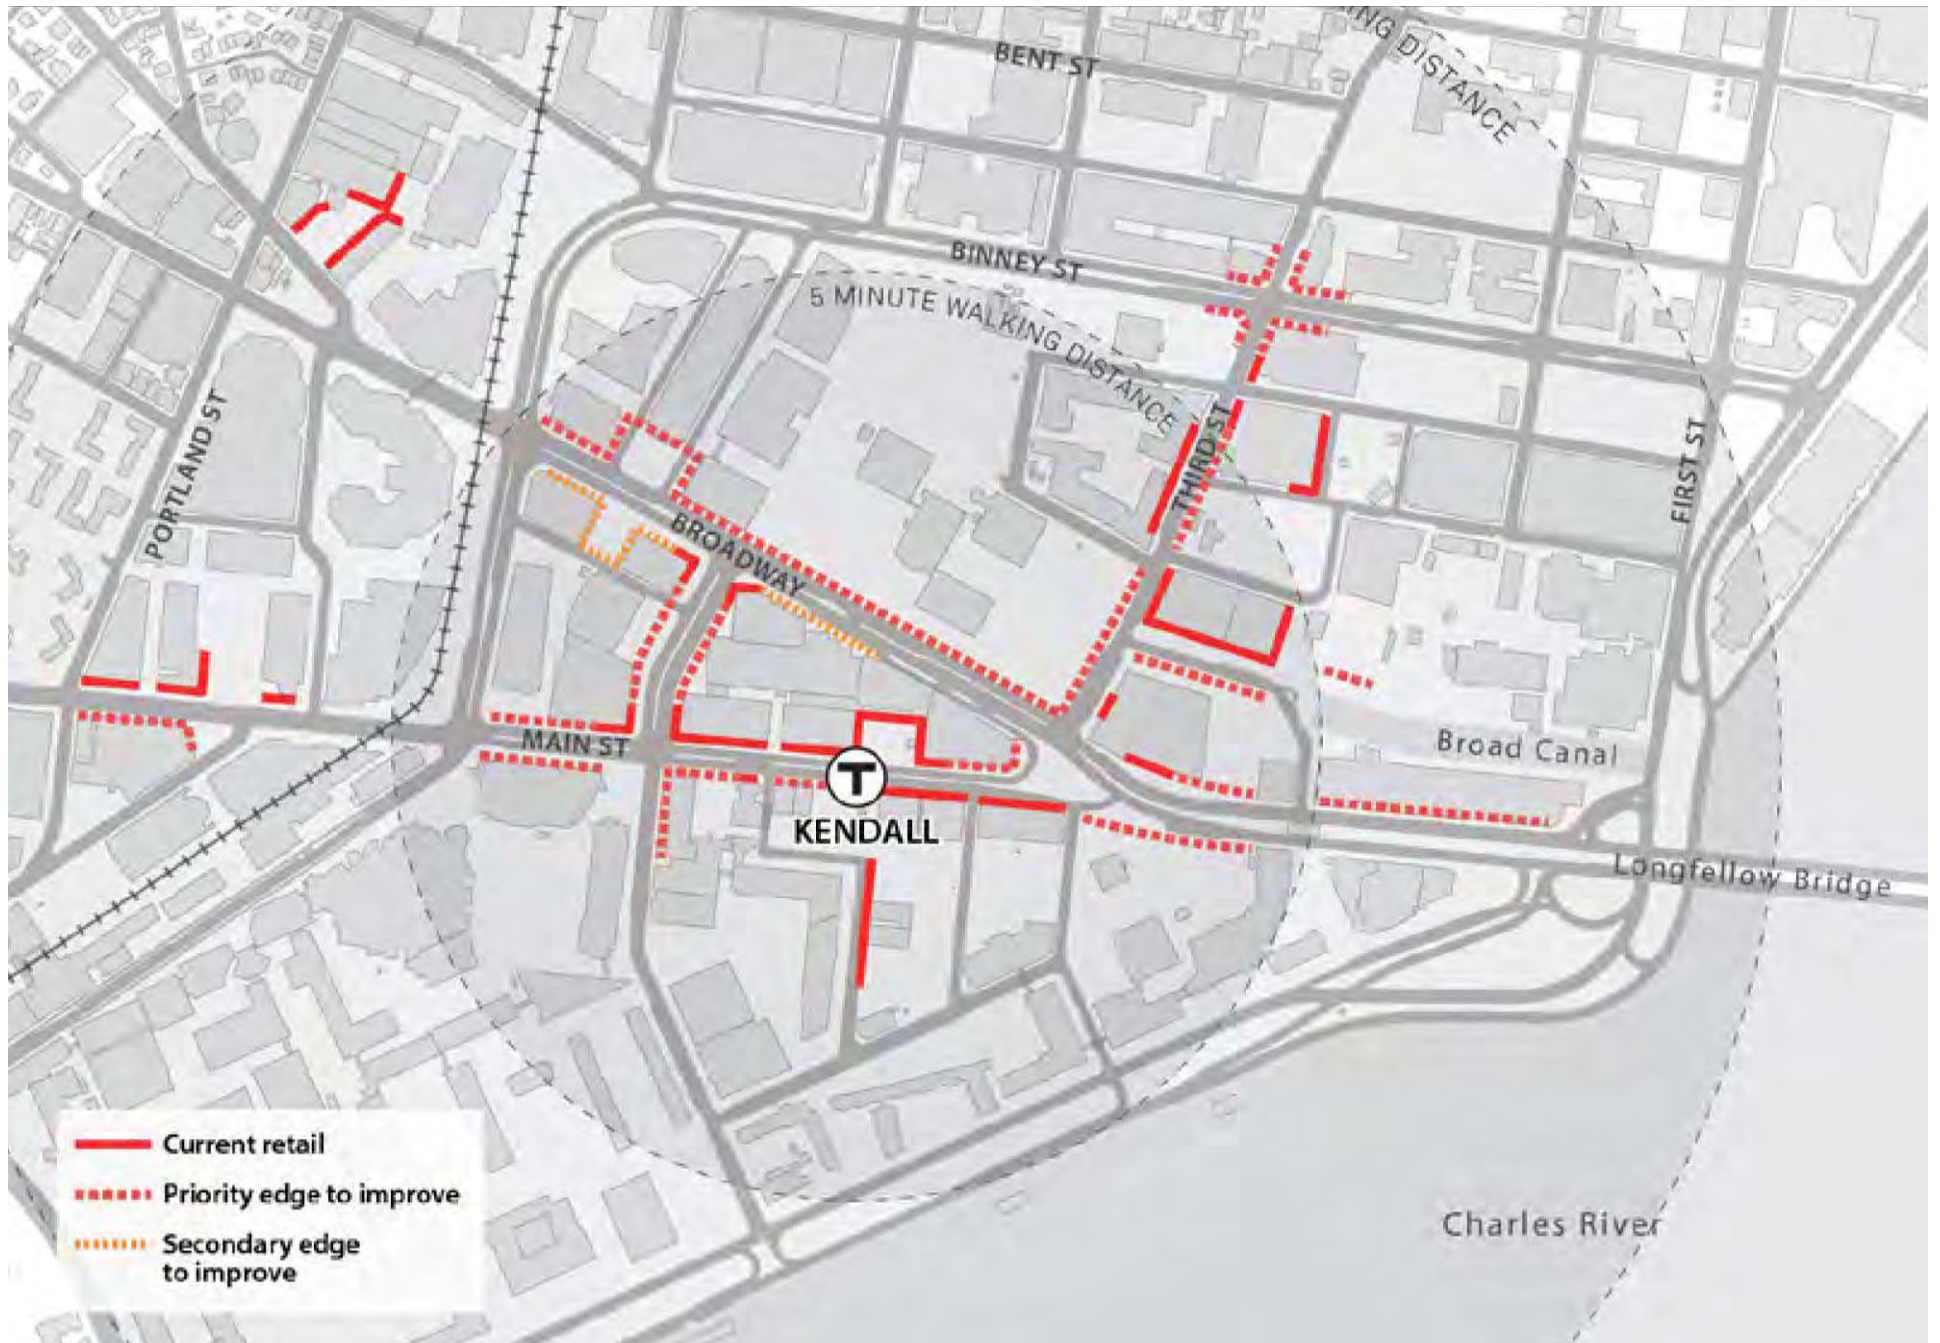 ING DISTANCE
BENT ST
BINNEY ST
5 MINUTE WALKING DISTANCE
THIRD ST
PORTLAND ST
FIRST ST
BROADWAY
MAIN ST
Broad Canal
T
KENDALL
Longfellow Bridge
Current retail
Priority edge to improve
Secondary edge
to improve
Charles River